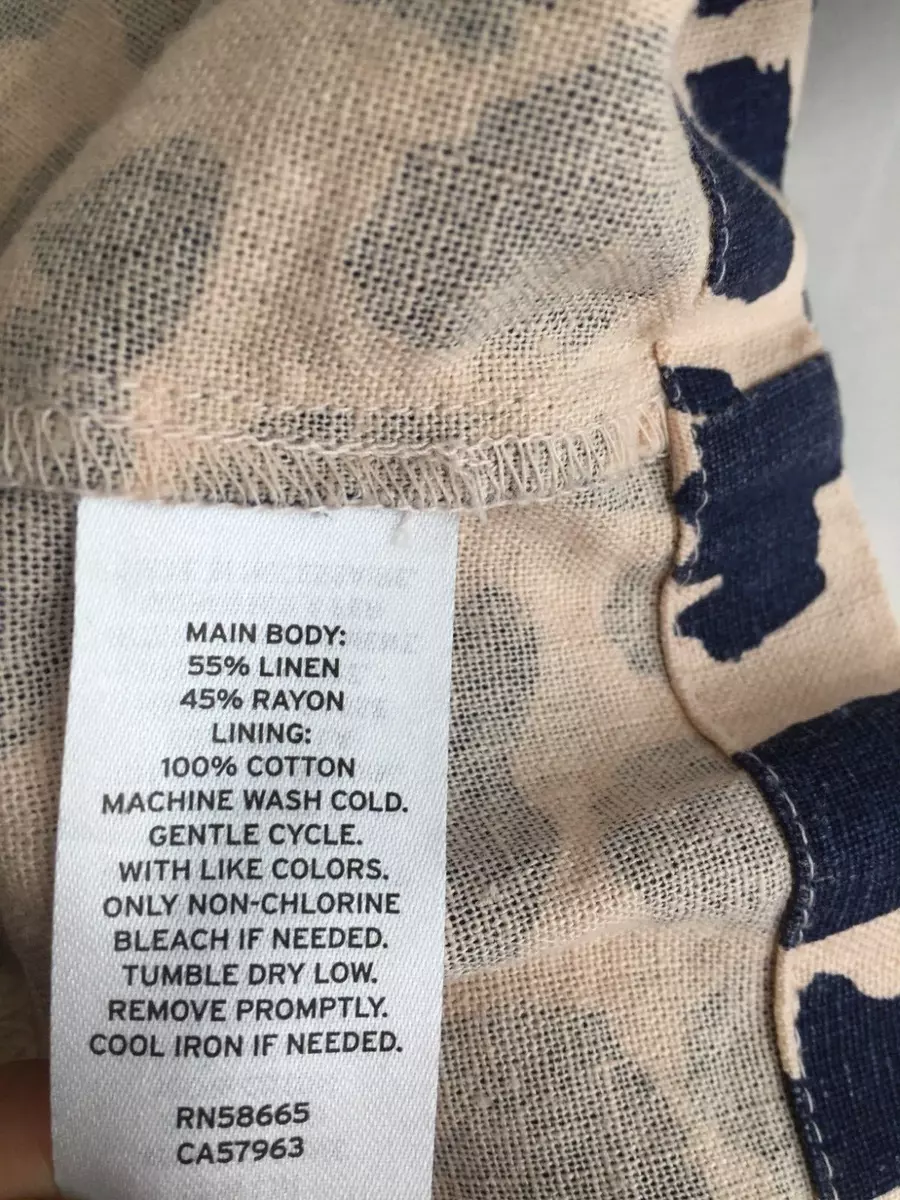 MAIN BODY:
55% LINEN
45% RAYON
LINING:
100% COTTON
MACHINE WASH COLD.
GENTLE CYCLE.
WITH LIKE COLORS.
ONLY NON-CHLORINE
BLEACH IF NEEDED.
TUMBLE DRY LOW.
REMOVE PROMPTLY.
COOL IRON IF NEEDED.
RN58665
CA57963